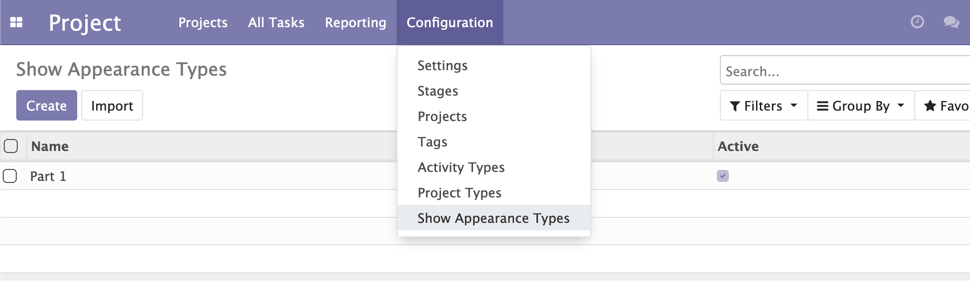 Project Projects All Tasks Reporting Configuration
Show Appearance Types
Search...
Create Import
Filters Group By Favo
Settings
Stages
Projects
Tags
Activity Types
Project Types
Show Appearance Types
Name Active
Part 1